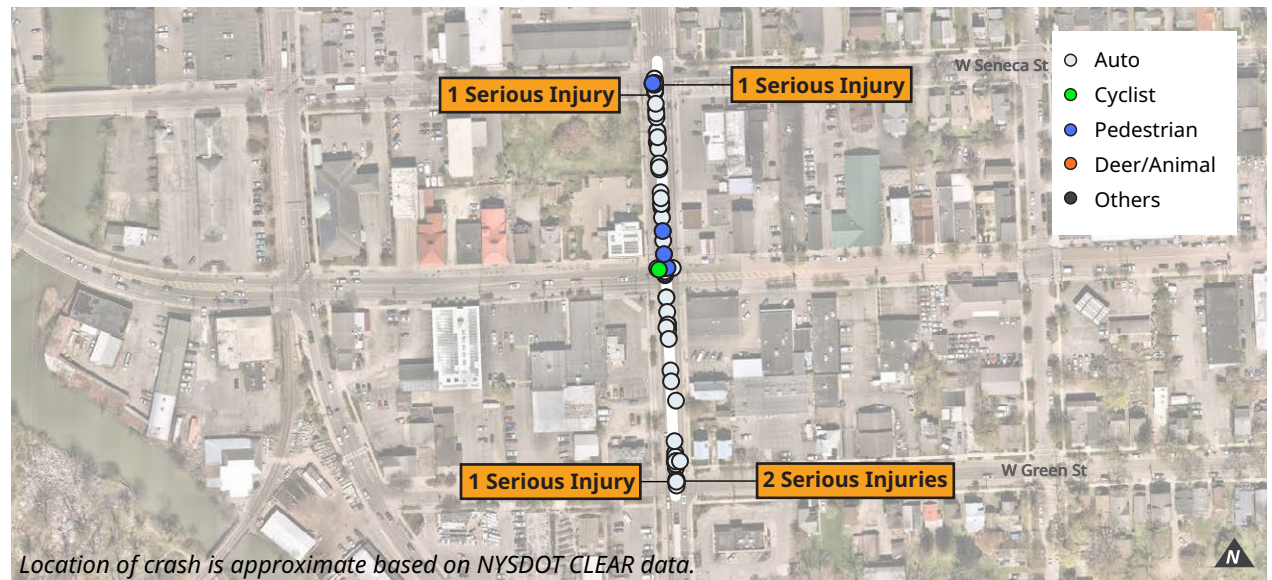 W Seneca St
1 Serious Injury
1 Serious Injury
Auto
Cyclist
Pedestrian
Deer/Animal
Others
W Green St
1 Serious Injury
2 Serious Injuries
Location of crash is approximate based on NYSDOT CLEAR data.
N